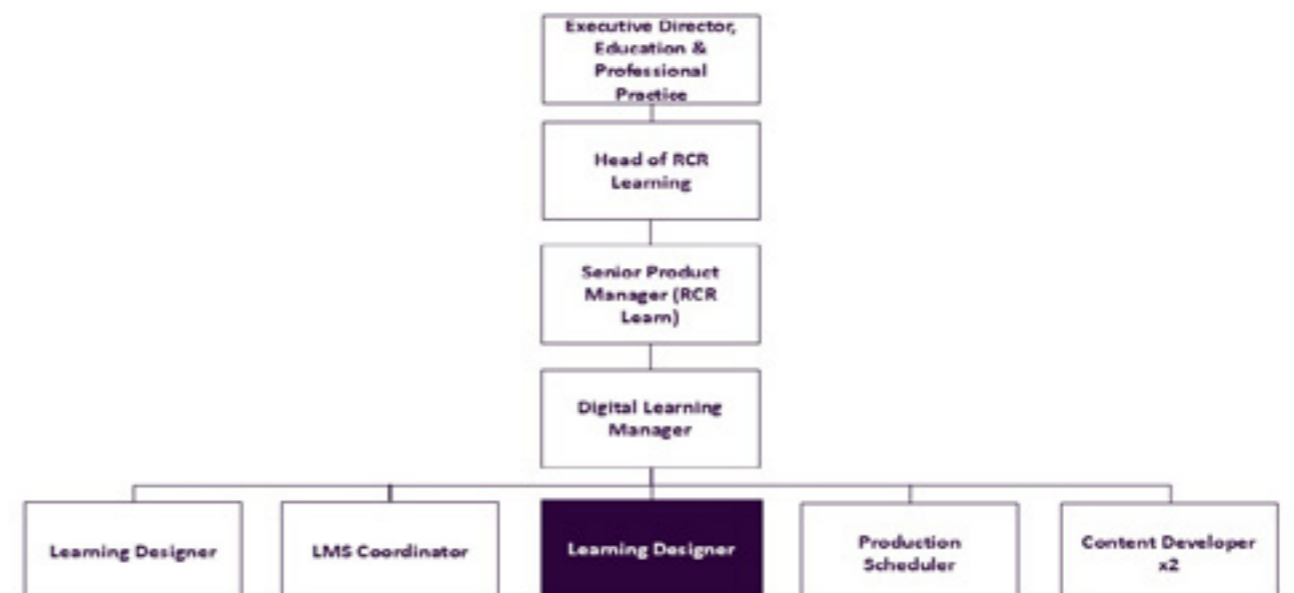 Executive Director,
Education &
Professional
Practice
Head of RCR
Learning
Senior Product
Manager (RCR
Learn)
Digital Learning
Manager
Learning Designer
LMS Coordinator
Learning Designer
Production
Scheduler
Content Developer
x2